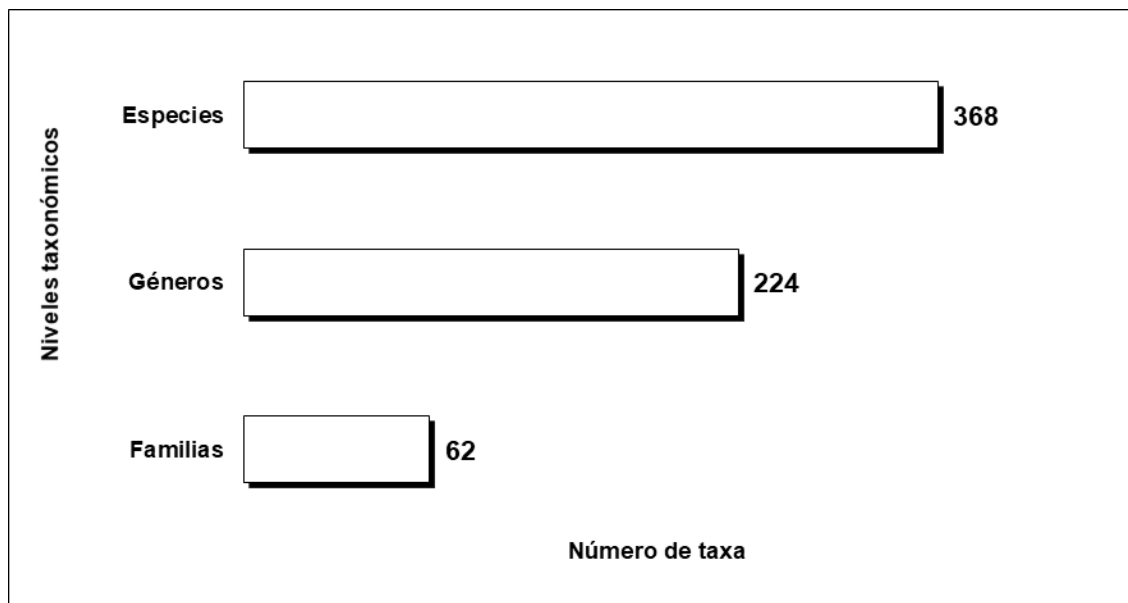 Niveles taxonómicos
Especies
368
Géneros
224
Familias
62
Número de taxa